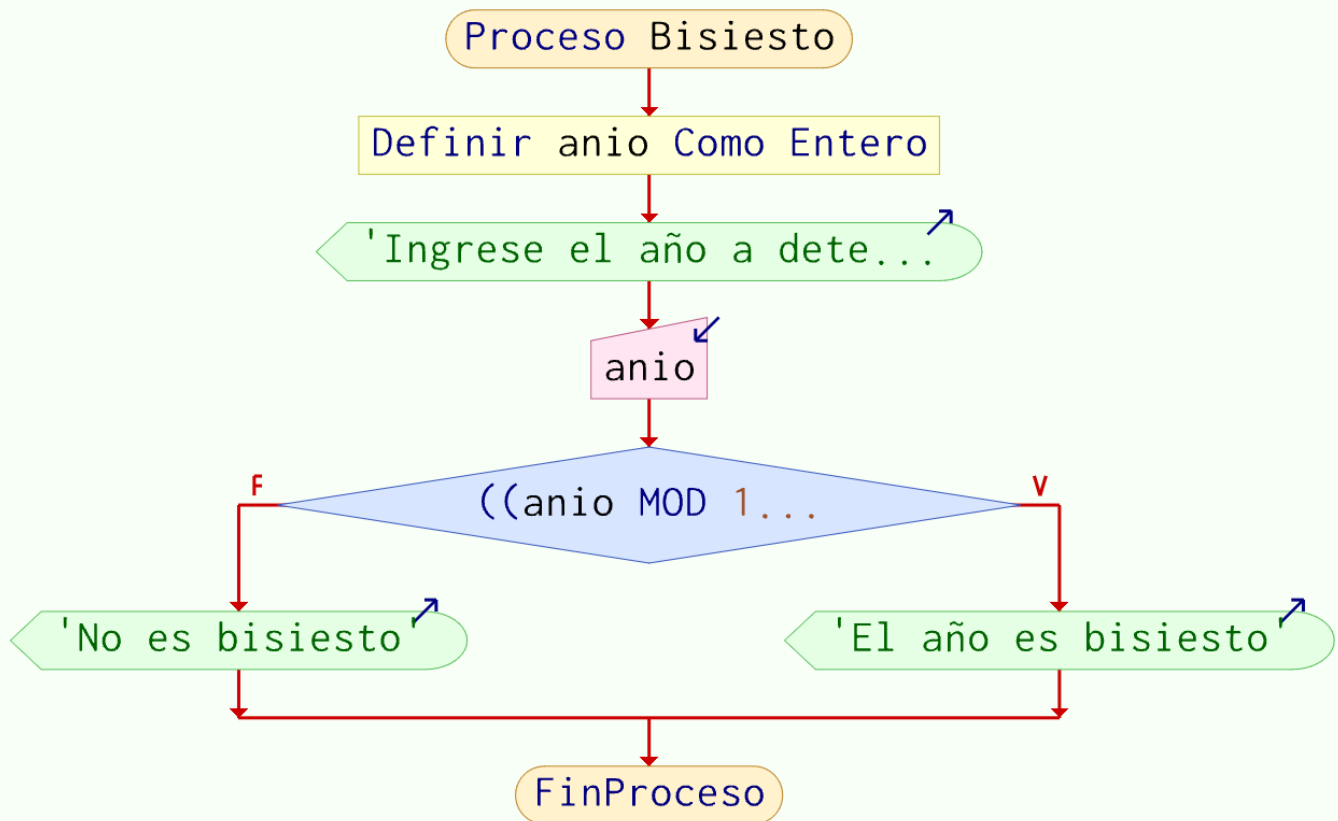 Proceso Bisiesto
Definir anio Como Entero
'Ingrese el año a dete...
anio
((anio MOD 1...
F
V
'No es bisiesto'
'El año es bisiesto'
FinProceso